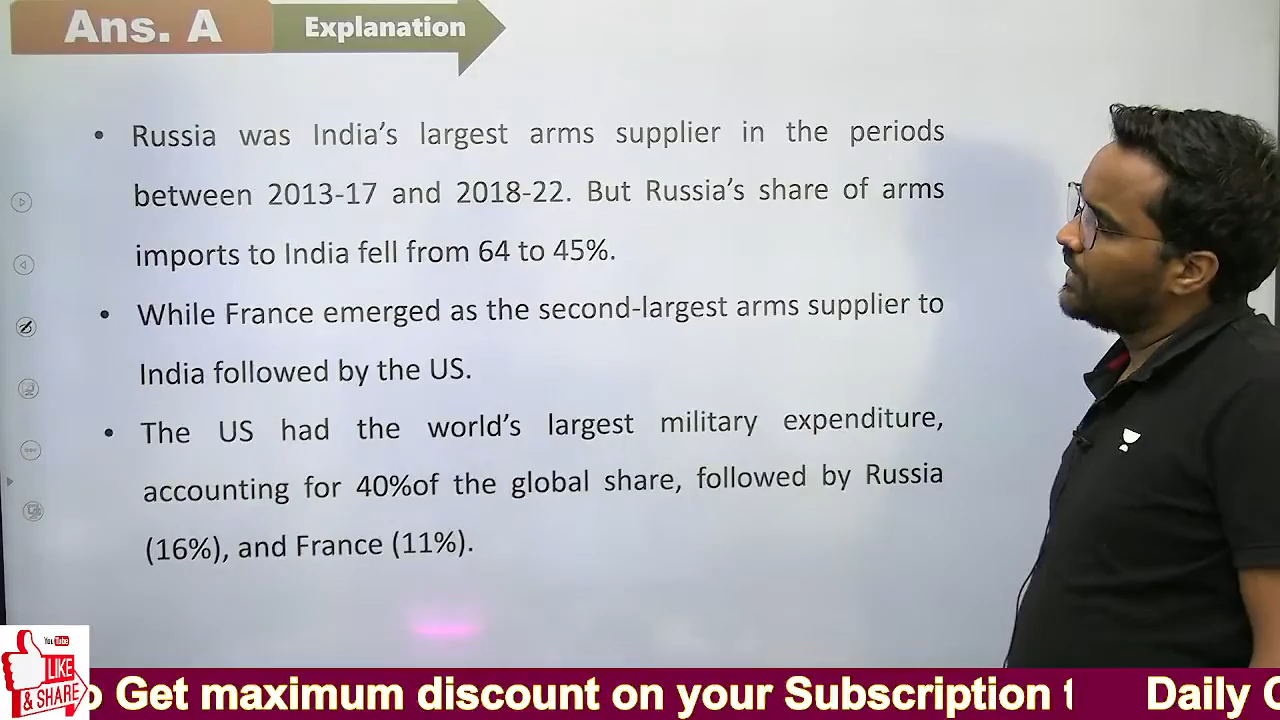 Ans. A
Explanation
• Russia was India's largest arms supplier in the periods
between 2013-17 and 2018-22. But Russia's share of arms
imports to India fell from 64 to 45%.
• While France emerged as the second-largest arms supplier to
India followed by the US.
• The US had the world's largest military expenditure,
accounting for 40%of the global share, followed by Russia
(16%), and France (11%).
YouTube
LIKE
& SHARE
Get maximum discount on your Subscription
Daily